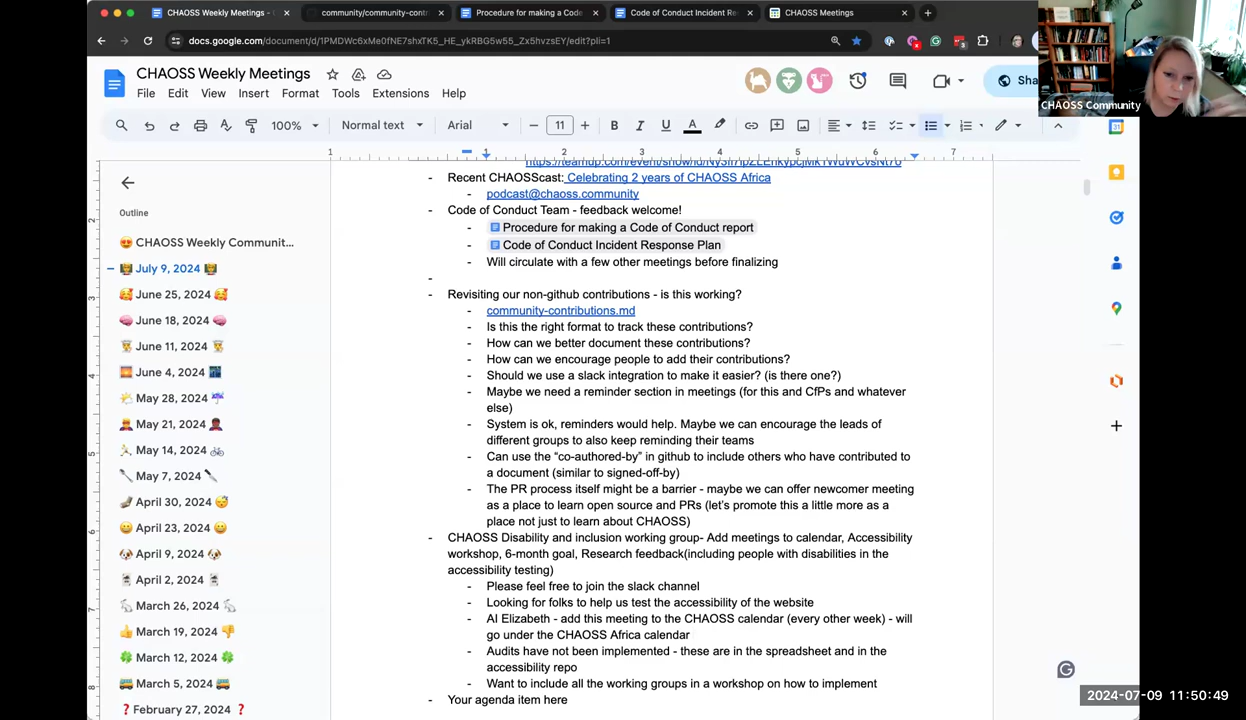 CHAOSS Weekly Meetings -
community/community-contr
Procedure for making a Code
Code of Conduct Incident Re
CHAOSS Meetings
docs.google.com/document/d/1PMDWc6xMe0fNE7shxTK5_HE_ykRBG5w55_Zx5hvzsEY/edit?pli=1
CHAOSS Weekly Meetings
File Edit View Insert Format Tools Extensions Help
Sha
CHAOSS Community
100% Normal text Arial 11
1 1 2 3 4 5 6 7
Outline
CHAOSS Weekly Communit...
July 9, 2024
June 25, 2024
June 18, 2024
June 11, 2024
June 4, 2024
May 28, 2024
May 21, 2024
May 14, 2024
May 7, 2024
April 30, 2024
April 23, 2024
April 9, 2024
April 2, 2024
March 26, 2024
March 19, 2024
March 12, 2024
March 5, 2024
February 27, 2024
- Recent CHAOSScast: Celebrating 2 years of CHAOSS Africa
- podcast@chaoss.community
- Code of Conduct Team - feedback welcome!
- Procedure for making a Code of Conduct report
- Code of Conduct Incident Response Plan
- Will circulate with a few other meetings before finalizing
-
- Revisiting our non-github contributions - is this working?
- community-contributions.md
- Is this the right format to track these contributions?
- How can we better document these contributions?
- How can we encourage people to add their contributions?
- Should we use a slack integration to make it easier? (is there one?)
- Maybe we need a reminder section in meetings (for this and CfPs and whatever
else)
- System is ok, reminders would help. Maybe we can encourage the leads of
different groups to also keep reminding their teams
- Can use the “co-authored-by” in github to include others who have contributed to
a document (similar to signed-off-by)
- The PR process itself might be a barrier - maybe we can offer newcomer meeting
as a place to learn open source and PRs (let’s promote this a little more as a
place not just to learn about CHAOSS)
- CHAOSS Disability and inclusion working group- Add meetings to calendar, Accessibility
workshop, 6-month goal, Research feedback(including people with disabilities in the
accessibility testing)
- Please feel free to join the slack channel
- Looking for folks to help us test the accessibility of the website
- AI Elizabeth - add this meeting to the CHAOSS calendar (every other week) - will
go under the CHAOSS Africa calendar
- Audits have not been implemented - these are in the spreadsheet and in the
accessibility repo
- Want to include all the working groups in a workshop on how to implement
- Your agenda item here
2 3 4 5 6 7 8
2024-07-09 11:50:49